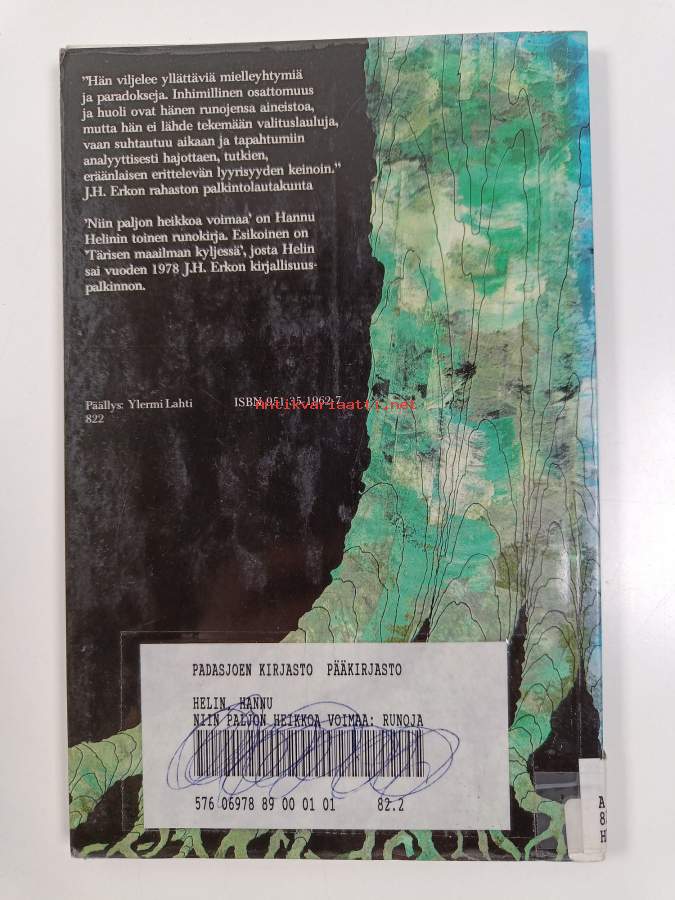 "Hän viljelee yllättäviä mielleyhtymiä
ja paradokseja. Inhimillinen osattomuus
ja huoli ovat hänen runojensa aineistoa,
mutta hän ei lähde tekemään valituslauluja,
vaan suhtautuu aikaan ja tapahtumiin
analyyttisesti hajottaen, tutkien,
eräänlaisen erittelevän lyyrisyyden keinoin."
J.H. Erkon rahaston palkintolautakunta
'Niin paljon heikkoa voimaa' on Hannu
Helinin toinen runokirja. Esikoinen on
'Tärisen maailman kyljessä', josta Helin
sai vuoden 1978 J.H. Erkon kirjallisuus-
palkinnon.
Päällys: Ylermi Lahti
822
ISBN 951-35-1962-7
Antikvariaatti.net
PADASJOEN KIRJASTO PÄÄKIRJASTO
HELIN, HANNU
NIIN PALJON HEIKKOA VOIMAA: RUNOJA
576 06978 89 00 01 01 82.2
A
8
H